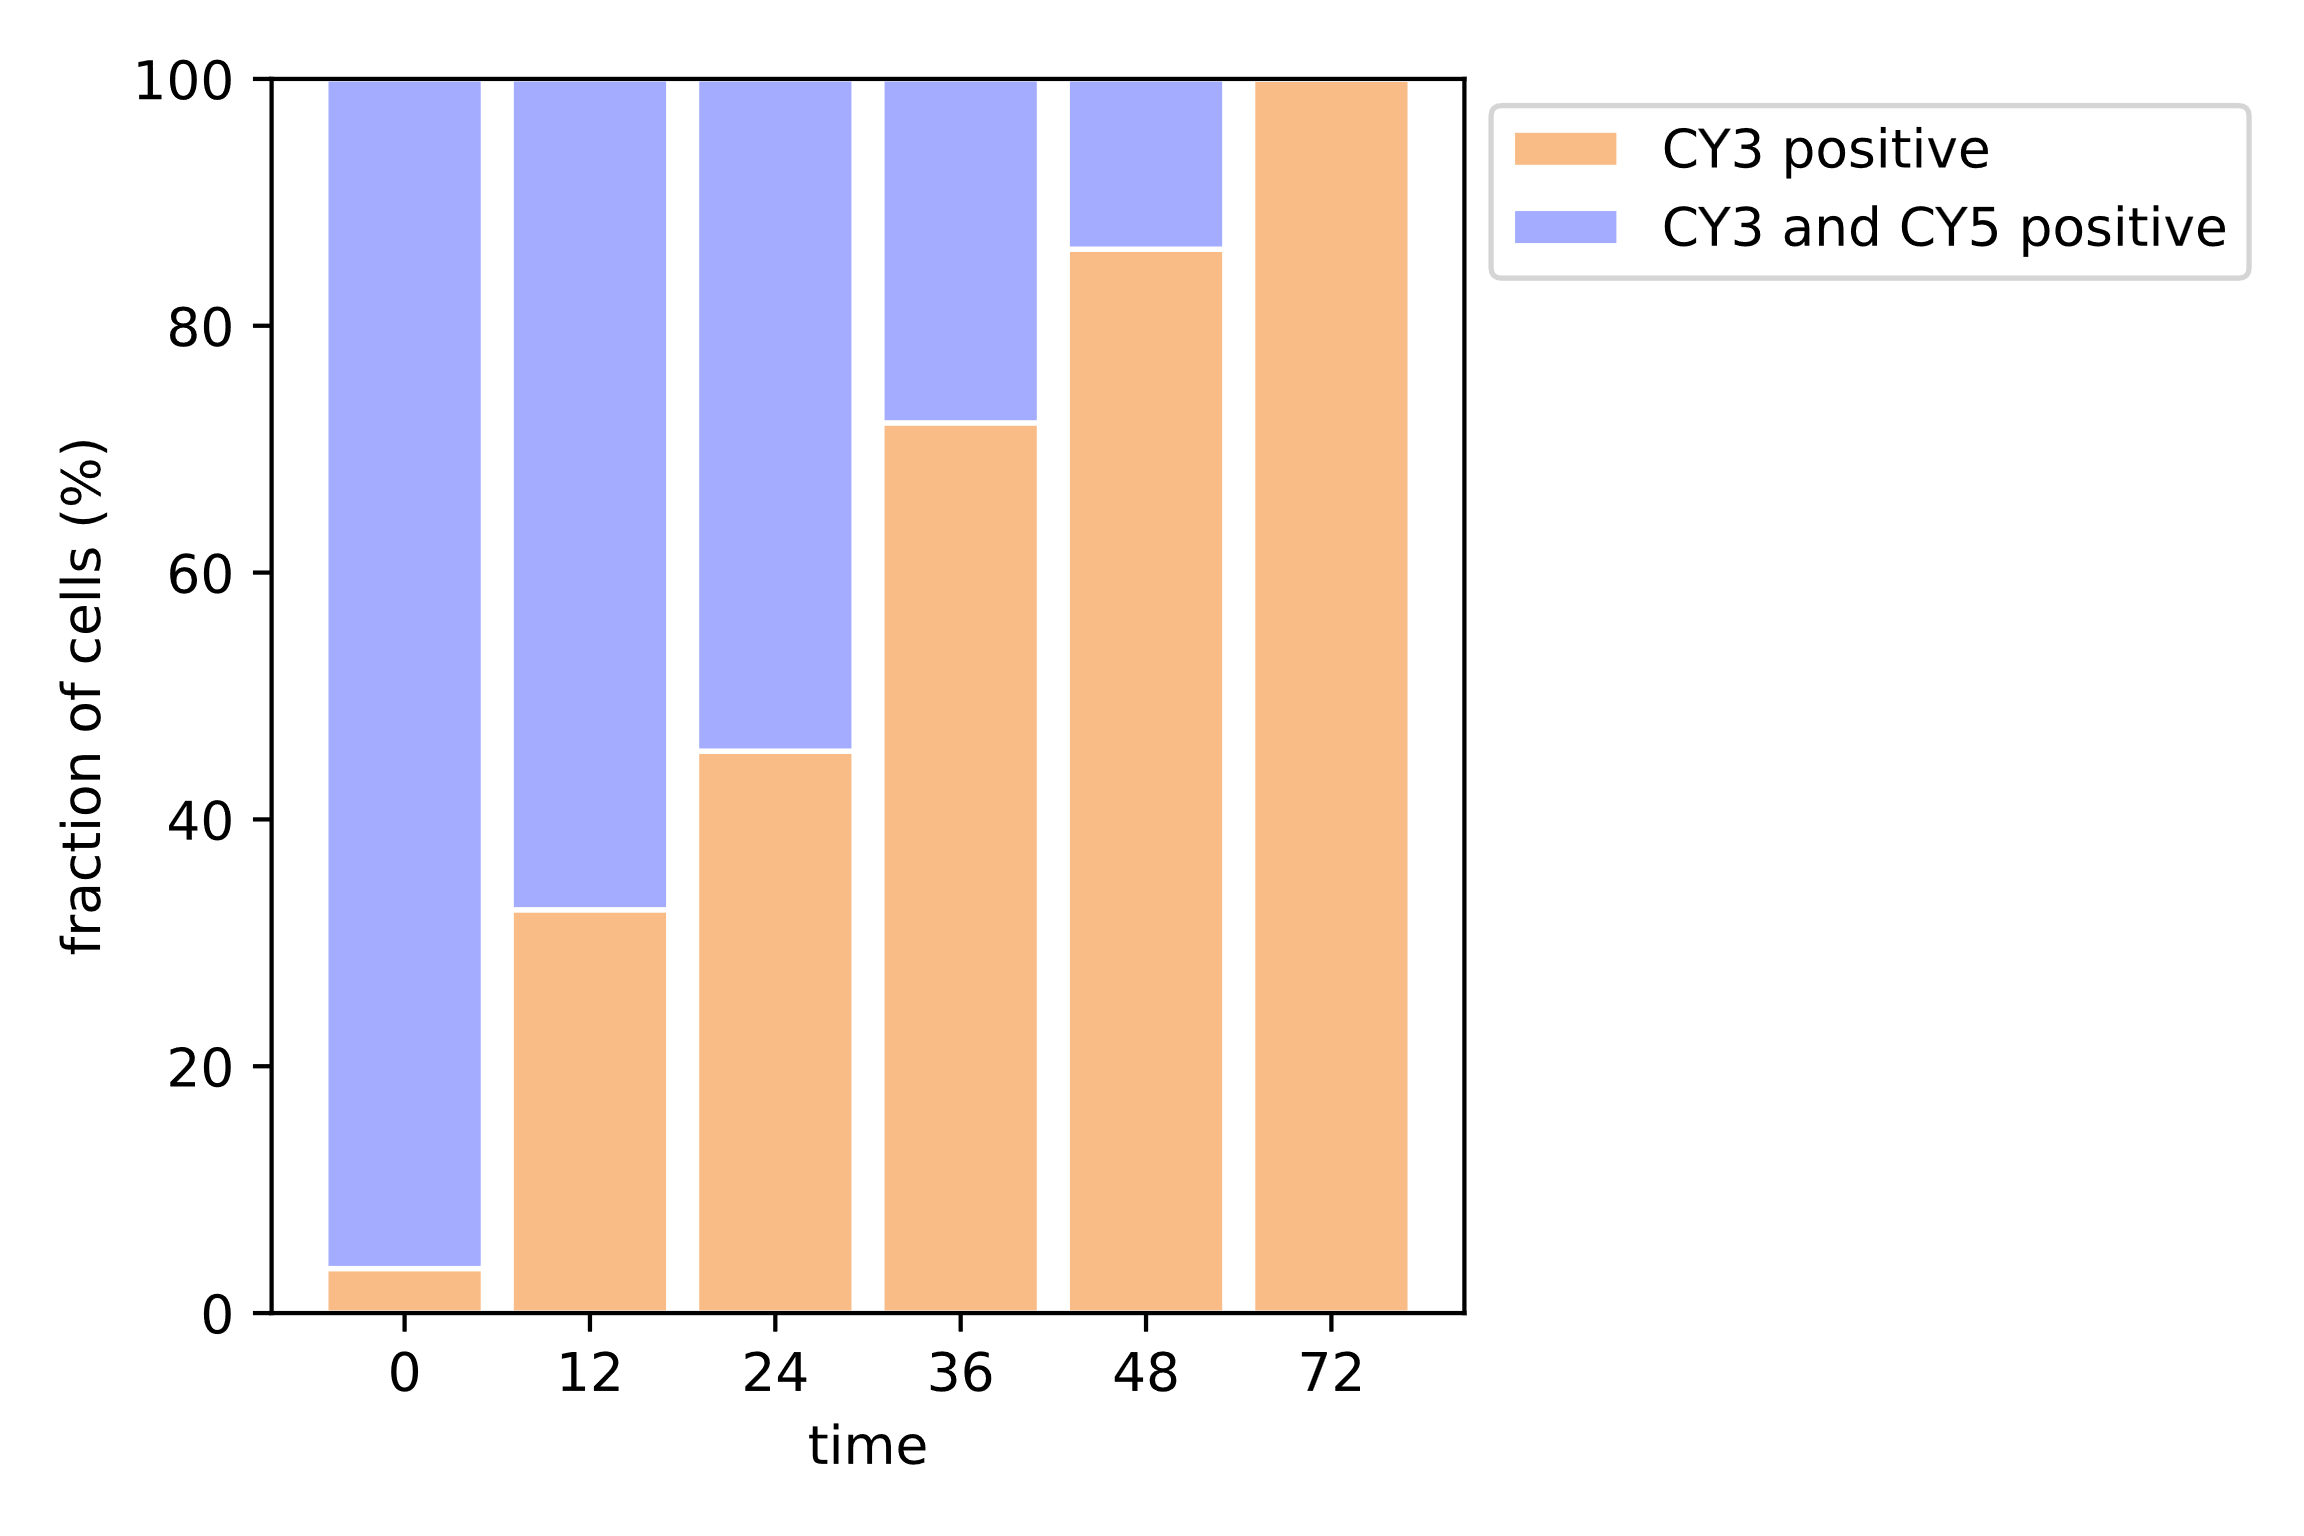 100
80
60
40
20
0
fraction of cells (%)
0 12 24 36 48 72
time
CY3 positive
CY3 and CY5 positive